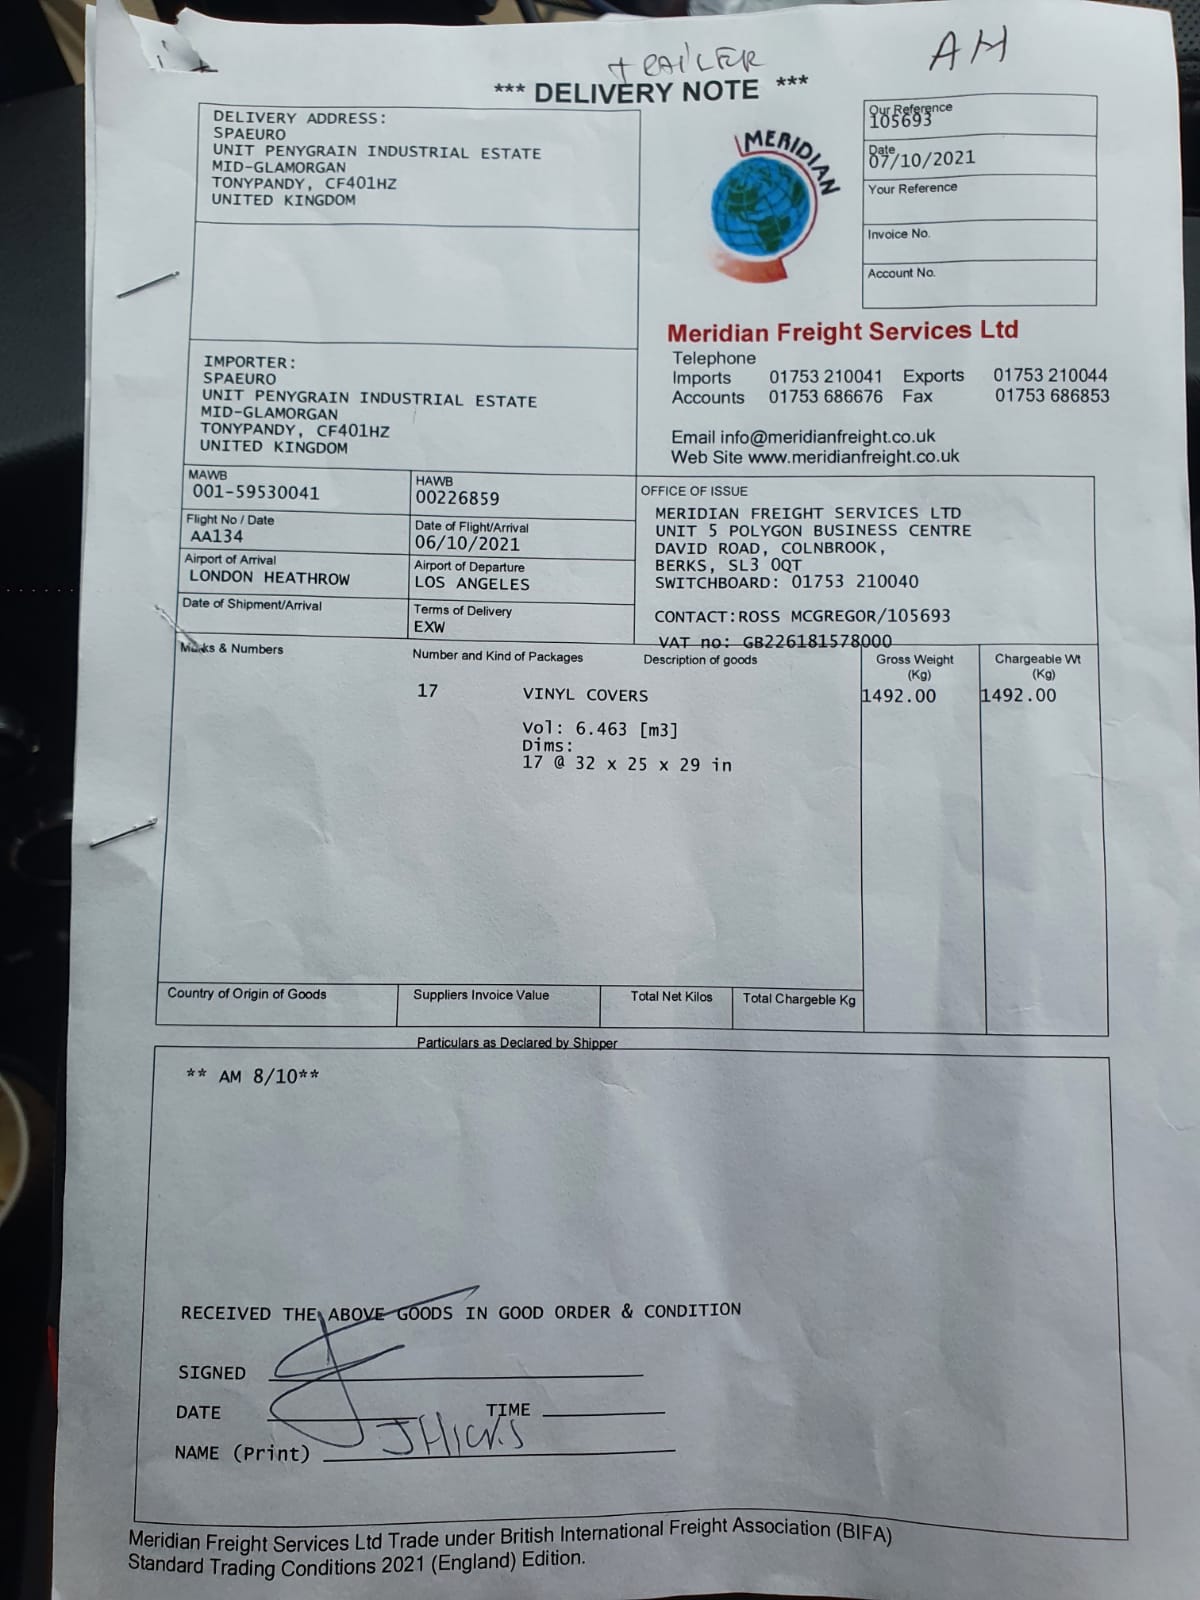 TRAILER
AH
*** DELIVERY NOTE ***
DELIVERY ADDRESS:
SPAEURO
UNIT PENYGRAIN INDUSTRIAL ESTATE
MID-GLAMORGAN
TONYPANDY, CF401HZ
UNITED KINGDOM
MERIDIAN
Our Reference
105693
Date
07/10/2021
Your Reference
Invoice No.
Account No.
Meridian Freight Services Ltd
Telephone
Imports 01753 210041 Exports 01753 210044
Accounts 01753 686676 Fax 01753 686853
Email info@meridianfreight.co.uk
Web Site www.meridianfreight.co.uk
IMPORTER:
SPAEURO
UNIT PENYGRAIN INDUSTRIAL ESTATE
MID-GLAMORGAN
TONYPANDY, CF401HZ
UNITED KINGDOM
MAWB
001-59530041
HAWB
00226859
Flight No / Date
AA134
Date of Flight/Arrival
06/10/2021
Airport of Arrival
LONDON HEATHROW
Airport of Departure
LOS ANGELES
Date of Shipment/Arrival
Terms of Delivery
EXW
OFFICE OF ISSUE
MERIDIAN FREIGHT SERVICES LTD
UNIT 5 POLYGON BUSINESS CENTRE
DAVID ROAD, COLNBROOK,
BERKS, SL3 0QT
SWITCHBOARD: 01753 210040
CONTACT:ROSS MCGREGOR/105693
VAT no: GB226181578000
Marks & Numbers
Number and Kind of Packages
Description of goods
Gross Weight
(Kg)
Chargeable Wt
(Kg)
17 VINYL COVERS 1492.00 1492.00
Vol: 6.463 [m3]
Dims:
17 @ 32 x 25 x 29 in
Country of Origin of Goods
Suppliers Invoice Value
Total Net Kilos
Total Chargeble Kg
Particulars as Declared by Shipper
** AM 8/10**
RECEIVED THE ABOVE GOODS IN GOOD ORDER & CONDITION
SIGNED
DATE TIME
NAME (Print) J HICKS
Meridian Freight Services Ltd Trade under British International Freight Association (BIFA)
Standard Trading Conditions 2021 (England) Edition.